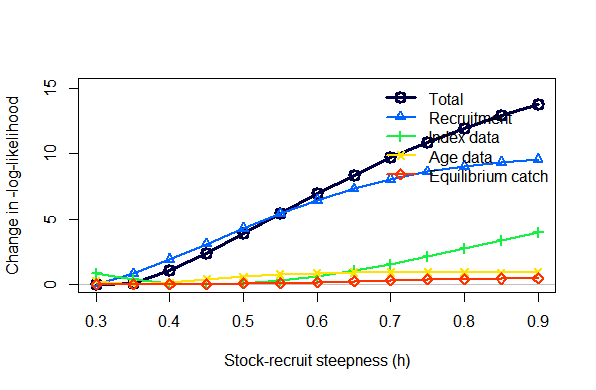 Change in -log-likelihood
15
10
5
0
Total
Recruitment
Index data
Age data
Equilibrium catch
0.3 0.4 0.5 0.6 0.7 0.8 0.9
Stock-recruit steepness (h)